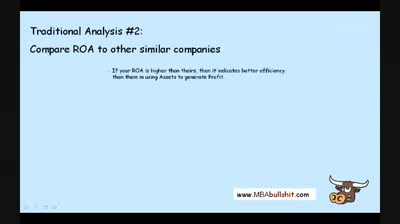 Traditional Analysis #2:
Compare ROA to other similar companies
- If your ROA is higher than theirs, then it indicates better efficiency
than them in using Assets to generate Profit.
www.MBAbullshit.com